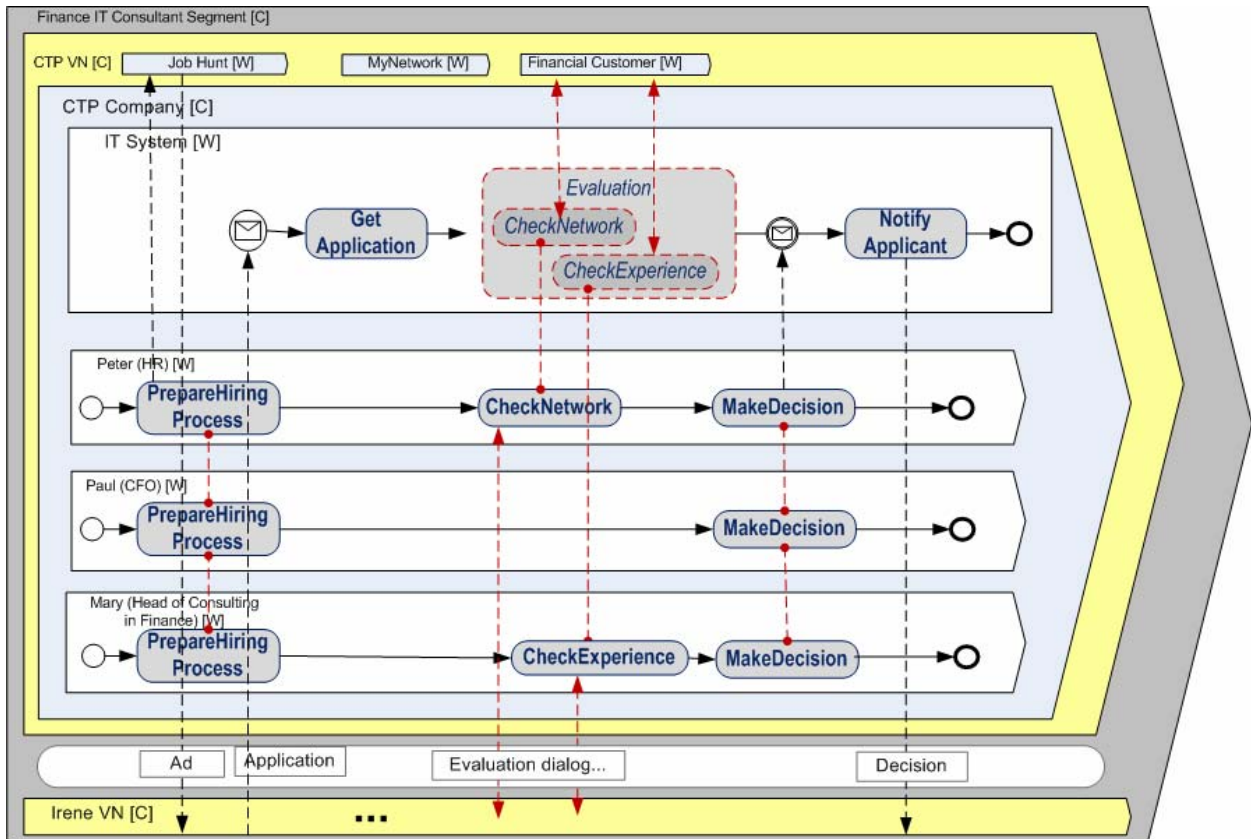 Finance IT Consultant Segment [C]
CTP VN [C]
Job Hunt [W]
MyNetwork [W]
Financial Customer [W]
CTP Company [C]
IT System [W]
Evaluation
Get
Application
CheckNetwork
CheckExperience
Notify
Applicant
Peter (HR) [W]
PrepareHiring
Process
CheckNetwork
MakeDecision
Paul (CFO) [W]
PrepareHiring
Process
MakeDecision
Mary (Head of Consulting
in Finance) [W]
PrepareHiring
Process
CheckExperience
MakeDecision
Ad
Application
Evaluation dialog...
Decision
Irene VN [C]
...